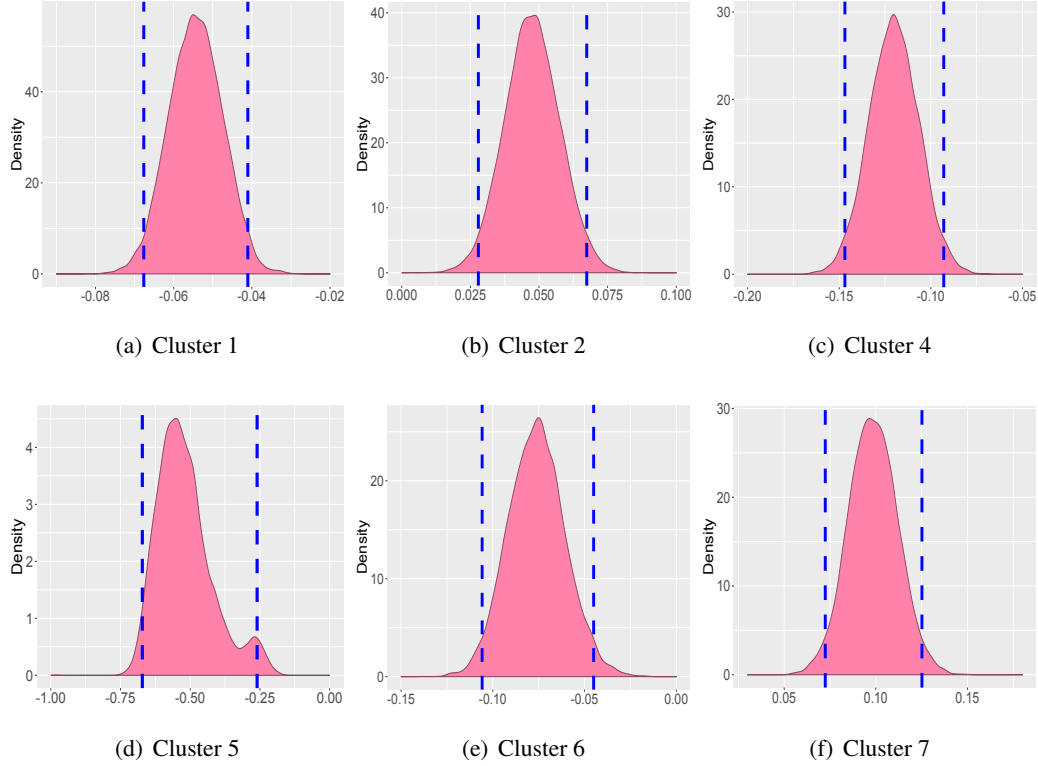 Density
40
20
0
-0.08 -0.06 -0.04 -0.02
(a) Cluster 1
Density
40
30
20
10
0
0.000 0.025 0.050 0.075 0.100
(b) Cluster 2
Density
30
20
10
0
-0.20 -0.15 -0.10 -0.05
(c) Cluster 4
Density
4
3
2
1
0
-1.00 -0.75 -0.50 -0.25 0.00
(d) Cluster 5
Density
20
10
0
-0.15 -0.10 -0.05 0.00
(e) Cluster 6
Density
30
20
10
0
0.05 0.10 0.15
(f) Cluster 7